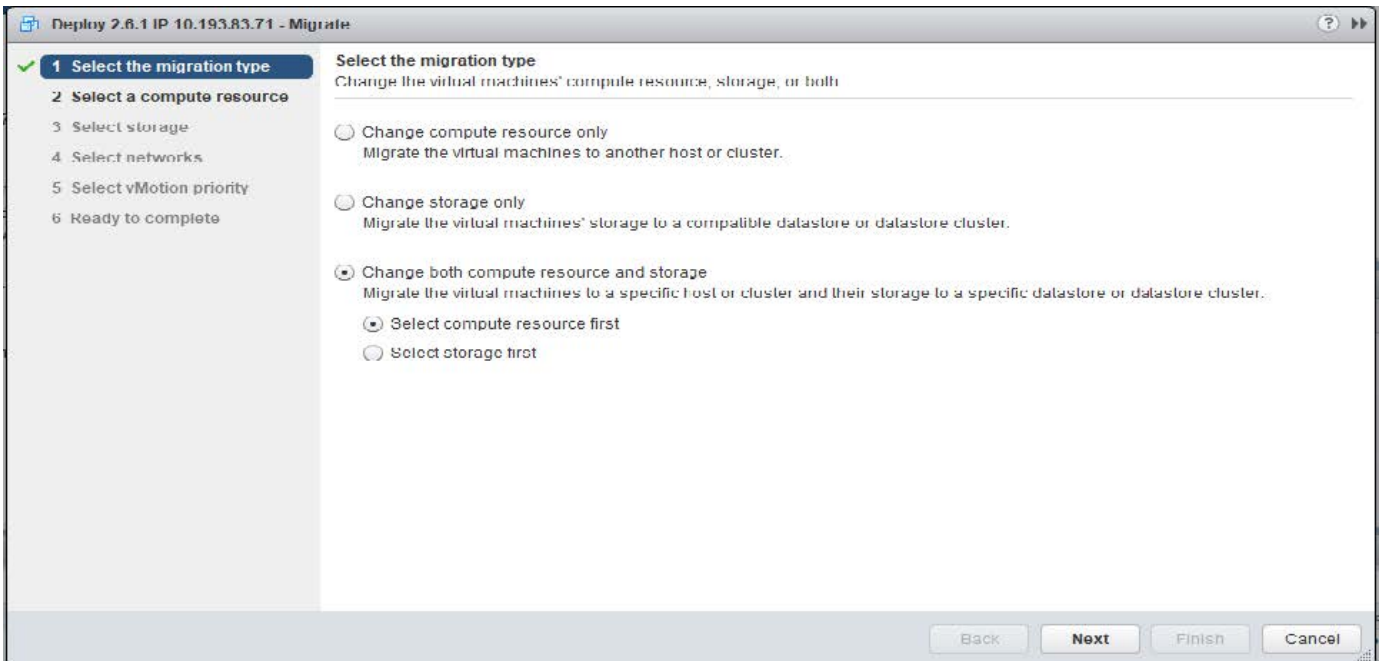 Deploy 2.6.1 IP 10.193.83.71 - Migrate
1 Select the migration type
2 Select a compute resource
3 Select storage
4 Select networks
5 Select vMotion priority
6 Ready to complete
Select the migration type
Change the virtual machines' compute resource, storage, or both
Change compute resource only
Migrate the virtual machines to another host or cluster.
Change storage only
Migrate the virtual machines' storage to a compatible datastore or datastore cluster.
Change both compute resource and storage
Migrate the virtual machines to a specific host or cluster and their storage to a specific datastore or datastore cluster.
Select compute resource first
Select storage first
Back Next Finish Cancel